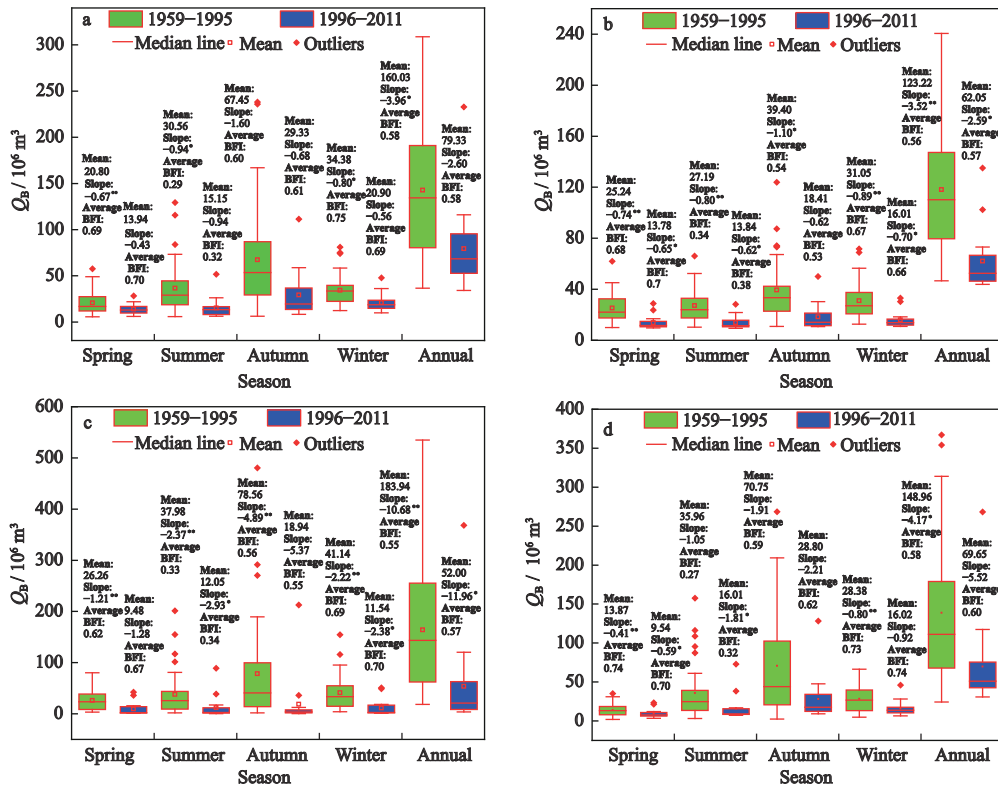 a
1959–1995
1996–2011
Median line
Mean
Outliers
Q_B / 10⁶ m³
300
250
200
150
100
50
0
Mean:
20.80
Slope:
−0.67**
Average
BFI:
0.69
Mean:
13.94
Slope:
−0.43
Average
BFI:
0.70
Mean:
30.56
Slope:
−0.94*
Average
BFI:
0.29
Mean:
15.15
Slope:
−0.94
Average
BFI:
0.32
Mean:
67.45
Slope:
−1.60
Average
BFI:
0.60
Mean:
29.33
Slope:
−0.68
Average
BFI:
0.61
Mean:
34.38
Slope:
−0.80*
Average
BFI:
0.75
Mean:
20.90
Slope:
−0.56
Average
BFI:
0.69
Mean:
160.03
Slope:
−3.96*
Average
BFI:
0.58
Mean:
79.33
Slope:
−2.60
Average
BFI:
0.58
Spring
Summer
Autumn
Winter
Annual
Season
b
1959–1995
1996–2011
Median line
Mean
Outliers
Q_B / 10⁶ m³
240
200
160
120
80
40
0
Mean:
25.24
Slope:
−0.74**
Average
BFI:
0.68
Mean:
13.78
Slope:
−0.65*
Average
BFI:
0.7
Mean:
27.19
Slope:
−0.80**
Average
BFI:
0.34
Mean:
13.84
Slope:
−0.62*
Average
BFI:
0.38
Mean:
39.40
Slope:
−1.10*
Average
BFI:
0.54
Mean:
18.41
Slope:
−0.62
Average
BFI:
0.53
Mean:
31.05
Slope:
−0.89**
Average
BFI:
0.67
Mean:
16.01
Slope:
−0.70*
Average
BFI:
0.66
Mean:
123.22
Slope:
−3.52**
Average
BFI:
0.56
Mean:
62.05
Slope:
−2.59*
Average
BFI:
0.57
Spring
Summer
Autumn
Winter
Annual
Season
c
1959–1995
1996–2011
Median line
Mean
Outliers
Q_B / 10⁶ m³
600
500
400
300
200
100
0
Mean:
26.26
Slope:
−1.21**
Average
BFI:
0.62
Mean:
9.48
Slope:
−1.28
Average
BFI:
0.67
Mean:
37.98
Slope:
−2.37**
Average
BFI:
0.33
Mean:
12.05
Slope:
−2.93*
Average
BFI:
0.34
Mean:
78.56
Slope:
−4.89**
Average
BFI:
0.56
Mean:
18.94
Slope:
−5.37
Average
BFI:
0.55
Mean:
41.14
Slope:
−2.22**
Average
BFI:
0.69
Mean:
11.54
Slope:
−2.38*
Average
BFI:
0.70
Mean:
183.94
Slope:
−10.68**
Average
BFI:
0.55
Mean:
52.00
Slope:
−11.96*
Average
BFI:
0.57
Spring
Summer
Autumn
Winter
Annual
Season
d
1959–1995
1996–2011
Median line
Mean
Outliers
Q_B / 10⁶ m³
400
350
300
250
200
150
100
50
0
Mean:
13.87
Slope:
−0.41**
Average
BFI:
0.74
Mean:
9.54
Slope:
−0.59*
Average
BFI:
0.70
Mean:
35.96
Slope:
−1.05
Average
BFI:
0.27
Mean:
16.01
Slope:
−1.81*
Average
BFI:
0.32
Mean:
70.75
Slope:
−1.91
Average
BFI:
0.59
Mean:
28.80
Slope:
−2.21
Average
BFI:
0.62
Mean:
28.38
Slope:
−0.80**
Average
BFI:
0.73
Mean:
16.02
Slope:
−0.92
Average
BFI:
0.74
Mean:
148.96
Slope:
−4.17*
Average
BFI:
0.58
Mean:
69.65
Slope:
−5.52
Average
BFI:
0.60
Spring
Summer
Autumn
Winter
Annual
Season